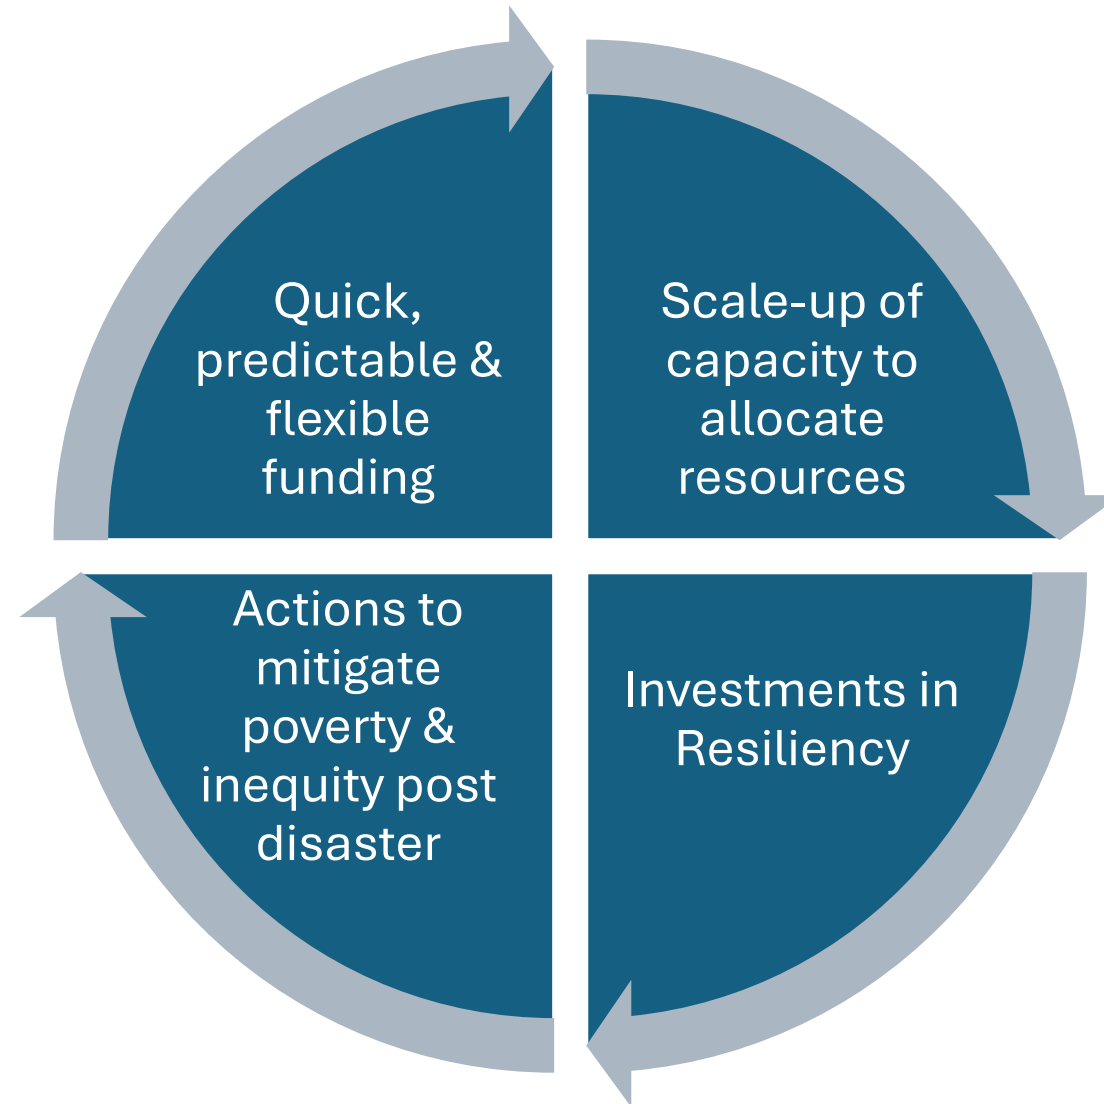 Quick,
predictable &
flexible
funding
Scale-up of
capacity to
allocate
resources
Investments in
Resiliency
Actions to
mitigate
poverty &
inequity post
disaster